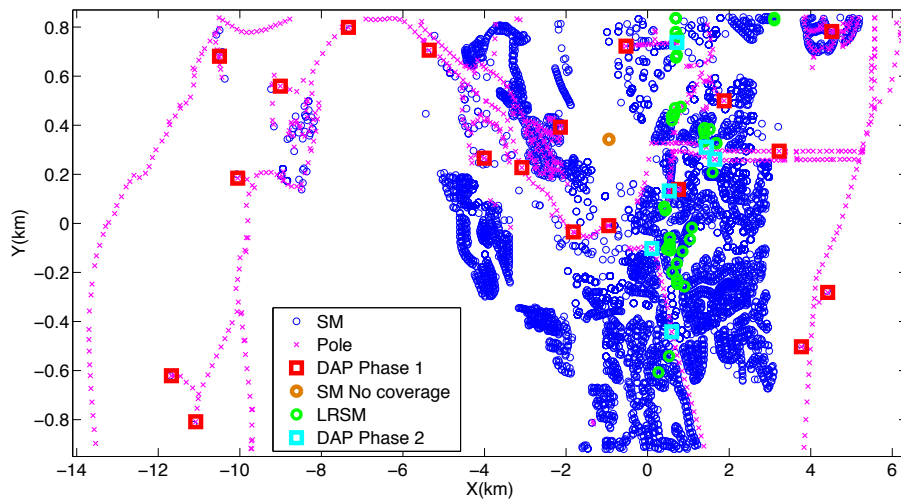 0.8
0.6
0.4
0.2
0
−0.2
−0.4
−0.6
−0.8
Y(km)
SM
Pole
DAP Phase 1
SM No coverage
LRSM
DAP Phase 2
−14 −12 −10 −8 −6 −4 −2 0 2 4 6
X(km)